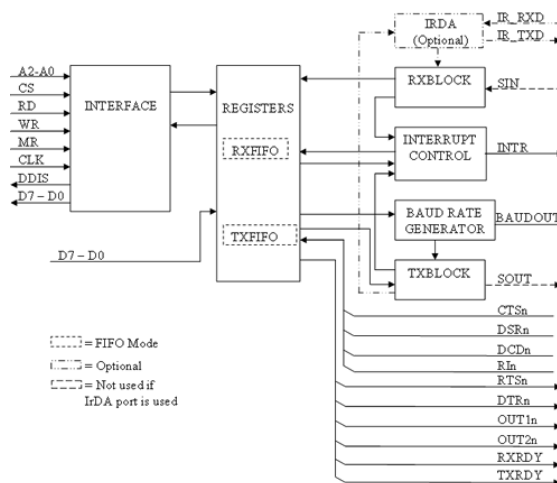 IRDA
(Optional)
IR_RXD
IR_TXD
A2-A0
CS
RD
WR
MR
CLK
DDIS
D7 – D0
INTERFACE
REGISTERS
RXFIFO
TXFIFO
RXBLOCK
SIN
INTERRUPT
CONTROL
INTR
BAUD RATE
GENERATOR
BAUDOUT
TXBLOCK
SOUT
D7 – D0
CTSn
DSRn
DCDn
RIn
RTSn
DTRn
OUT1n
OUT2n
RXRDY
TXRDY
= FIFO Mode
= Optional
= Not used if
IrDA port is used